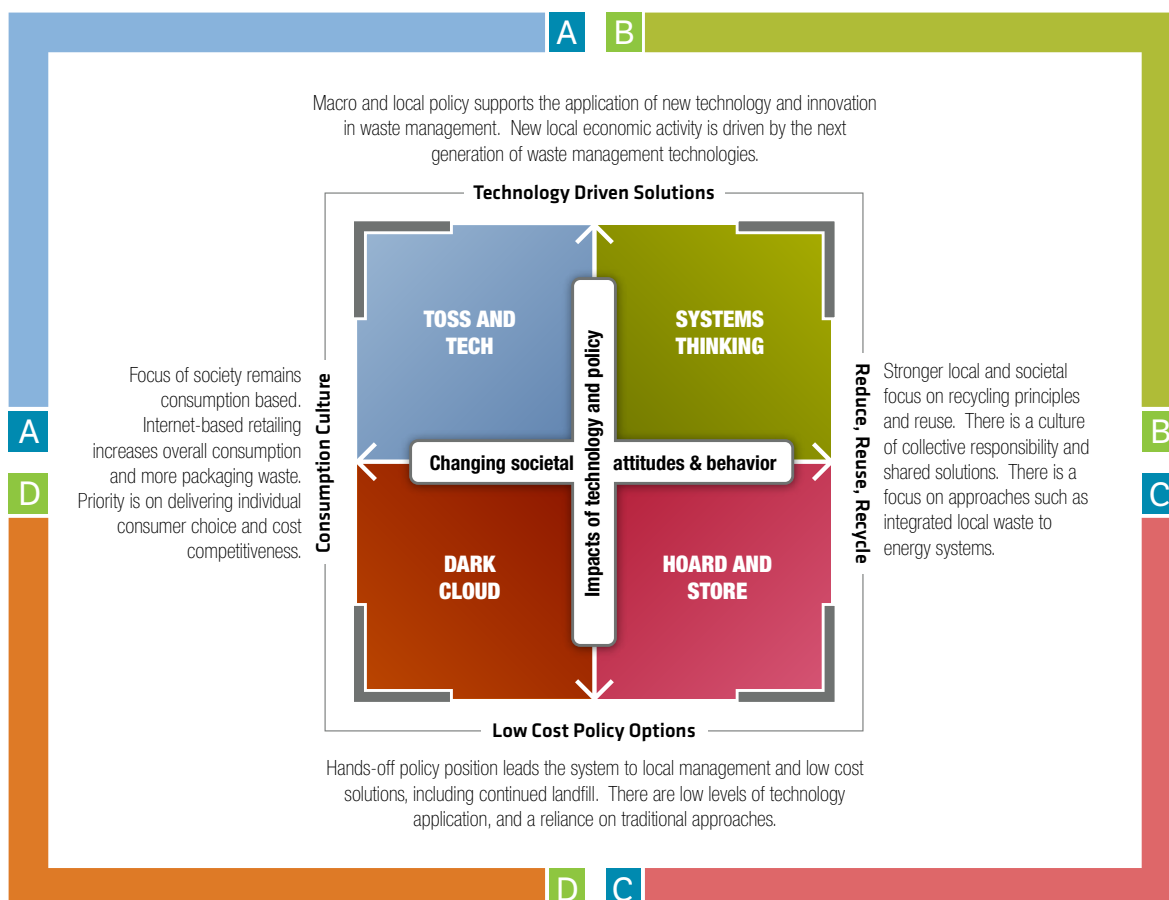 A
B
Macro and local policy supports the application of new technology and innovation
in waste management. New local economic activity is driven by the next
generation of waste management technologies.
Technology Driven Solutions
TOSS AND
TECH
SYSTEMS
THINKING
Focus of society remains
consumption based.
Internet-based retailing
increases overall consumption
and more packaging waste.
Priority is on delivering individual
consumer choice and cost
competitiveness.
A
D
Consumption Culture
Changing societal attitudes & behavior
Impacts of technology and policy
Reduce, Reuse, Recycle
Stronger local and societal
focus on recycling principles
and reuse. There is a culture
of collective responsibility and
shared solutions. There is a
focus on approaches such as
integrated local waste to
energy systems.
B
C
DARK
CLOUD
HOARD AND
STORE
Low Cost Policy Options
Hands-off policy position leads the system to local management and low cost
solutions, including continued landfill. There are low levels of technology
application, and a reliance on traditional approaches.
D
C